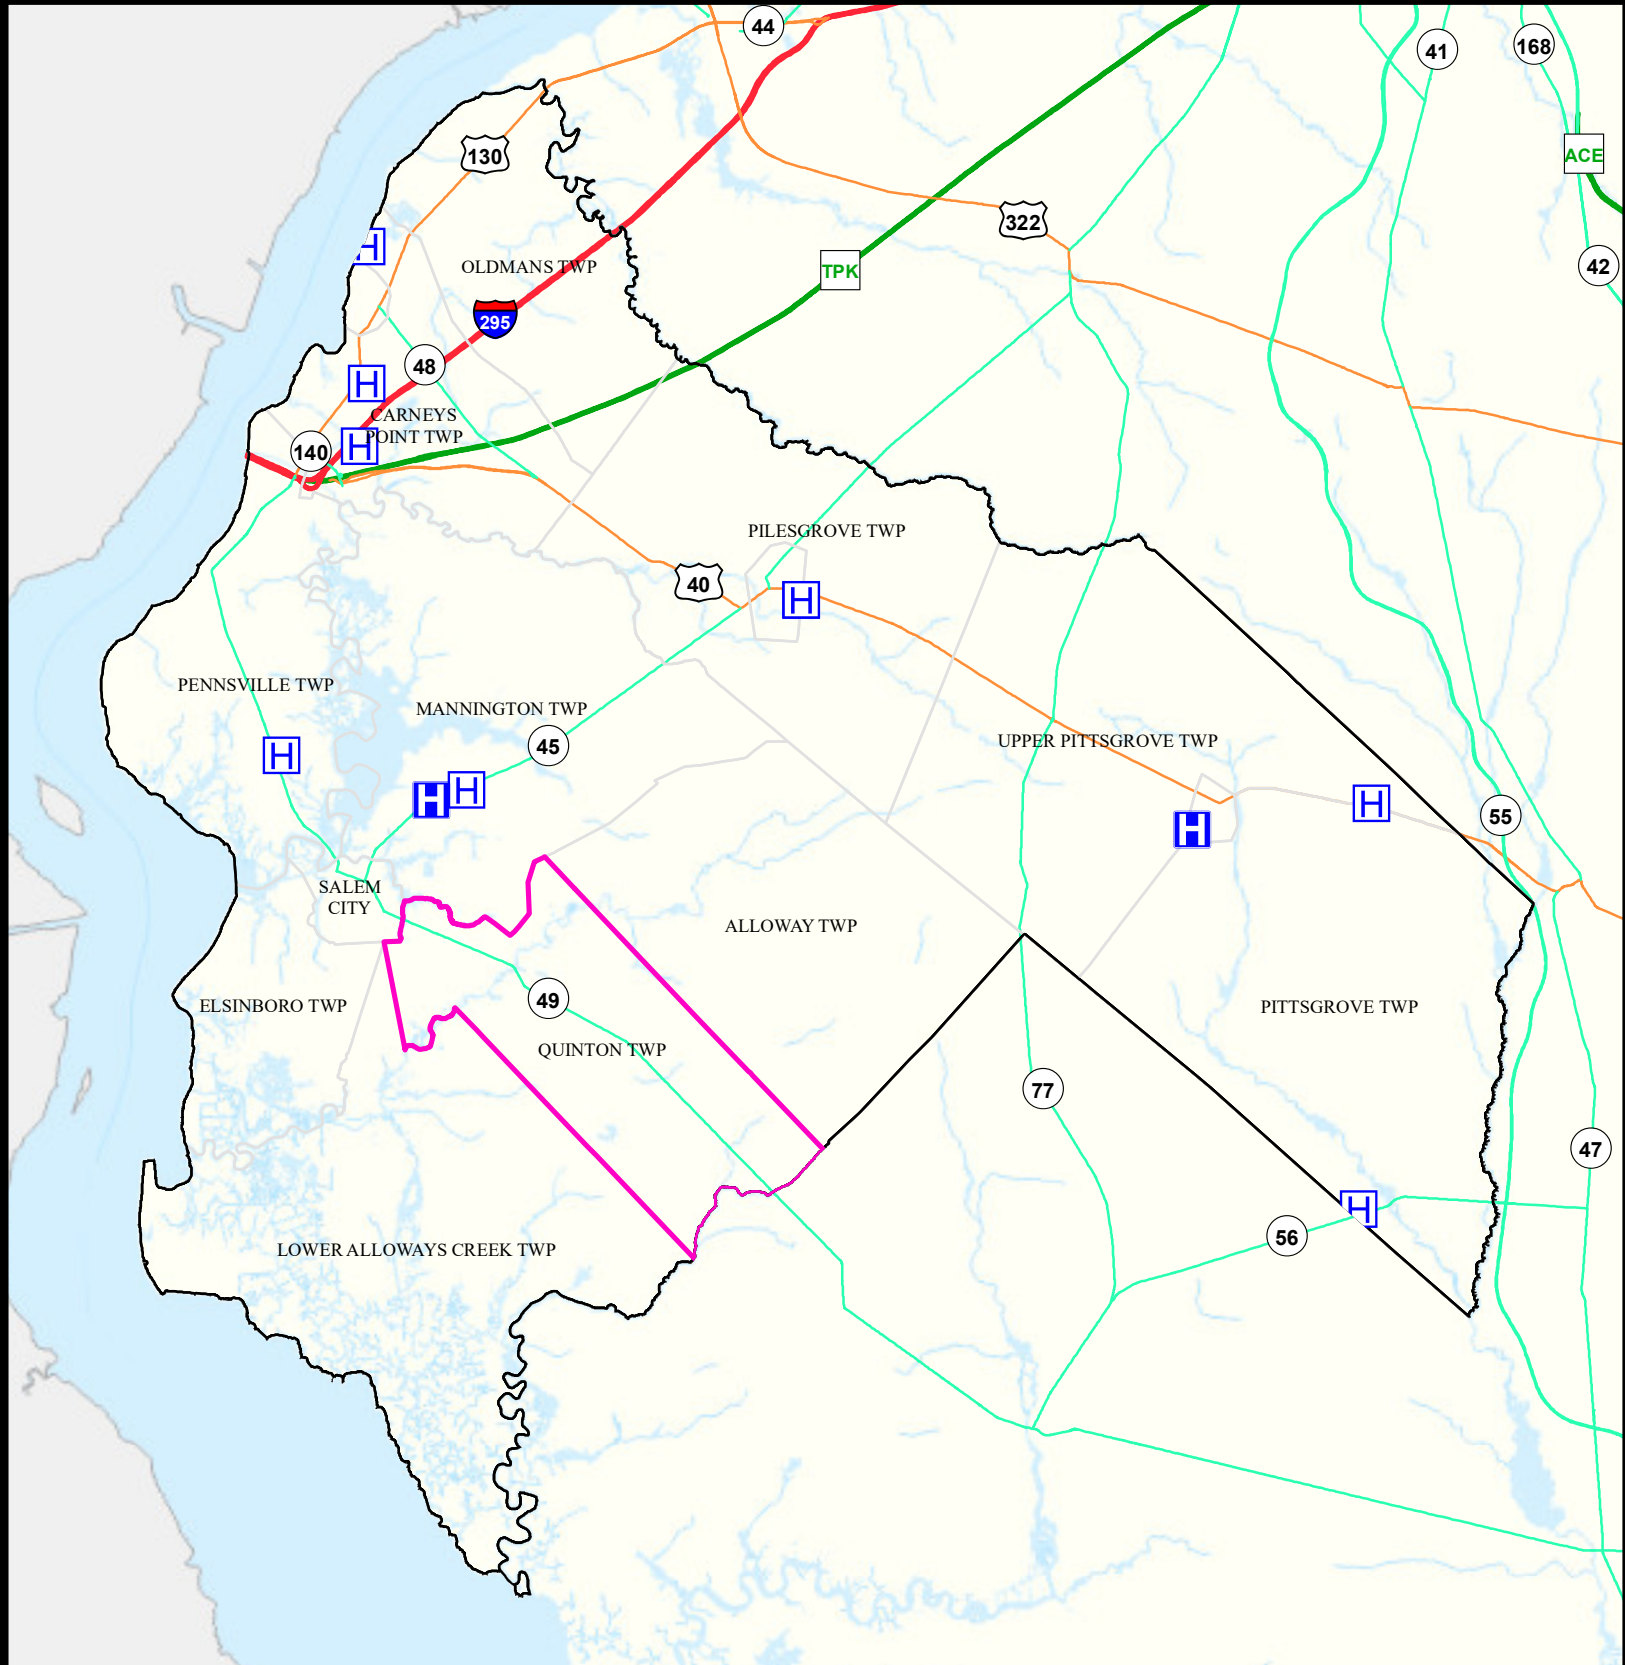 44
41
168
130
ACE
322
OLDMANS TWP
TPK
42
295
48
CARNEYS
POINT TWP
140
H
H
H
PILESGROVE TWP
40
H
PENNSVILLE TWP
MANNINGTON TWP
45
UPPER PITTSGROVE TWP
H
H
H
H
H
55
SALEM
CITY
ALLOWAY TWP
ELSINBORO TWP
49
PITTSGROVE TWP
QUINTON TWP
77
47
H
56
LOWER ALLOWAYS CREEK TWP